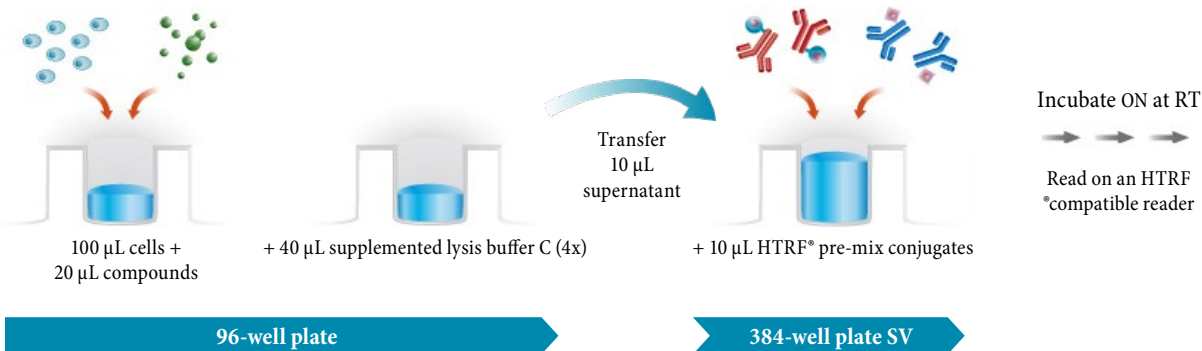 100 µL cells +
20 µL compounds
+ 40 µL supplemented lysis buffer C (4x)
Transfer
10 µL
supernatant
+ 10 µL HTRF® pre-mix conjugates
Incubate ON at RT
Read on an HTRF
®compatible reader
96-well plate
384-well plate SV